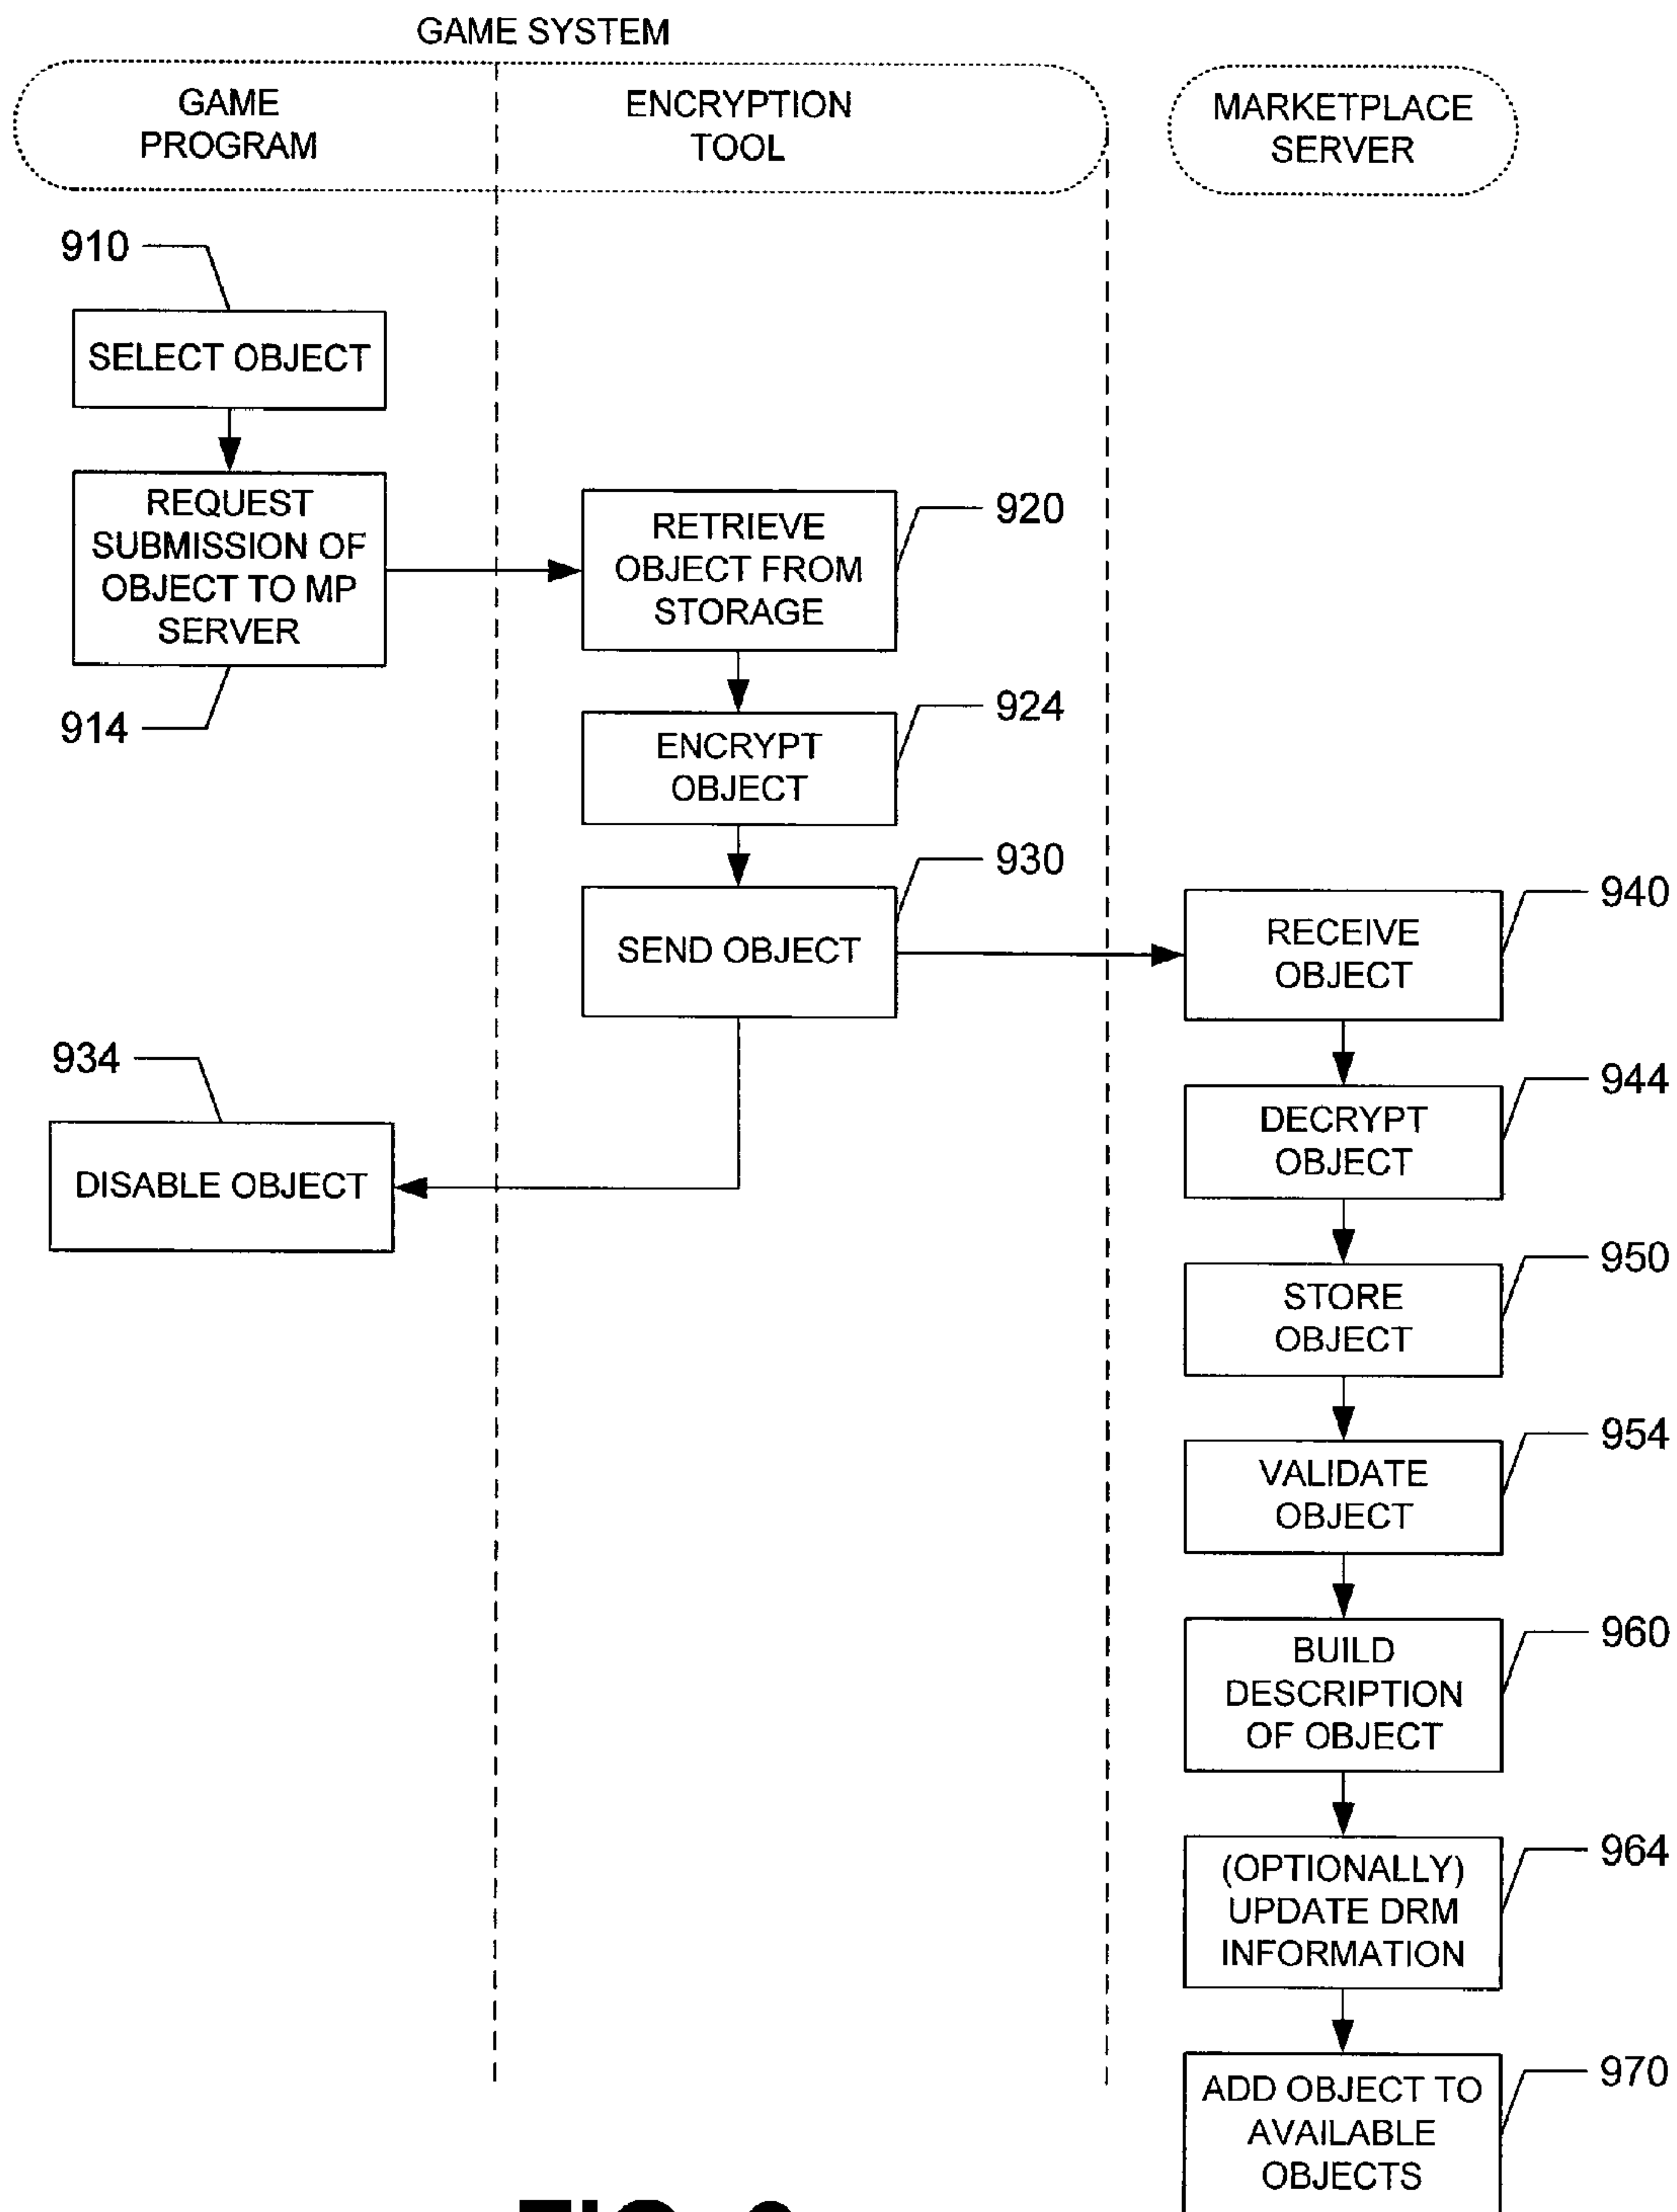 GAME SYSTEM
GAME
PROGRAM
ENCRYPTION
TOOL
MARKETPLACE
SERVER
910
SELECT OBJECT
REQUEST
SUBMISSION OF
OBJECT TO MP
SERVER
914
RETRIEVE
OBJECT FROM
STORAGE
920
ENCRYPT
OBJECT
924
SEND OBJECT
930
934
DISABLE OBJECT
RECEIVE
OBJECT
940
DECRYPT
OBJECT
944
STORE
OBJECT
950
VALIDATE
OBJECT
954
BUILD
DESCRIPTION
OF OBJECT
960
(OPTIONALLY)
UPDATE DRM
INFORMATION
964
ADD OBJECT TO
AVAILABLE
OBJECTS
970